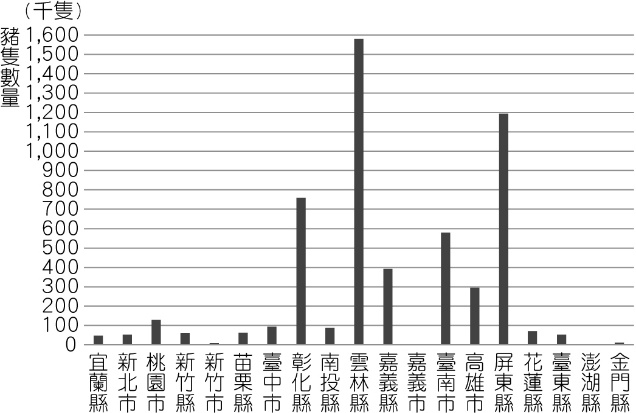 (千隻)
豬隻數量
1,600
1,500
1,400
1,300
1,200
1,100
1,000
900
800
700
600
500
400
300
200
100
0
宜蘭縣
新北市
桃園市
新竹縣
新竹市
苗栗縣
臺中市
彰化縣
南投縣
雲林縣
嘉義縣
嘉義市
臺南市
高雄市
屏東縣
花蓮縣
臺東縣
澎湖縣
金門縣